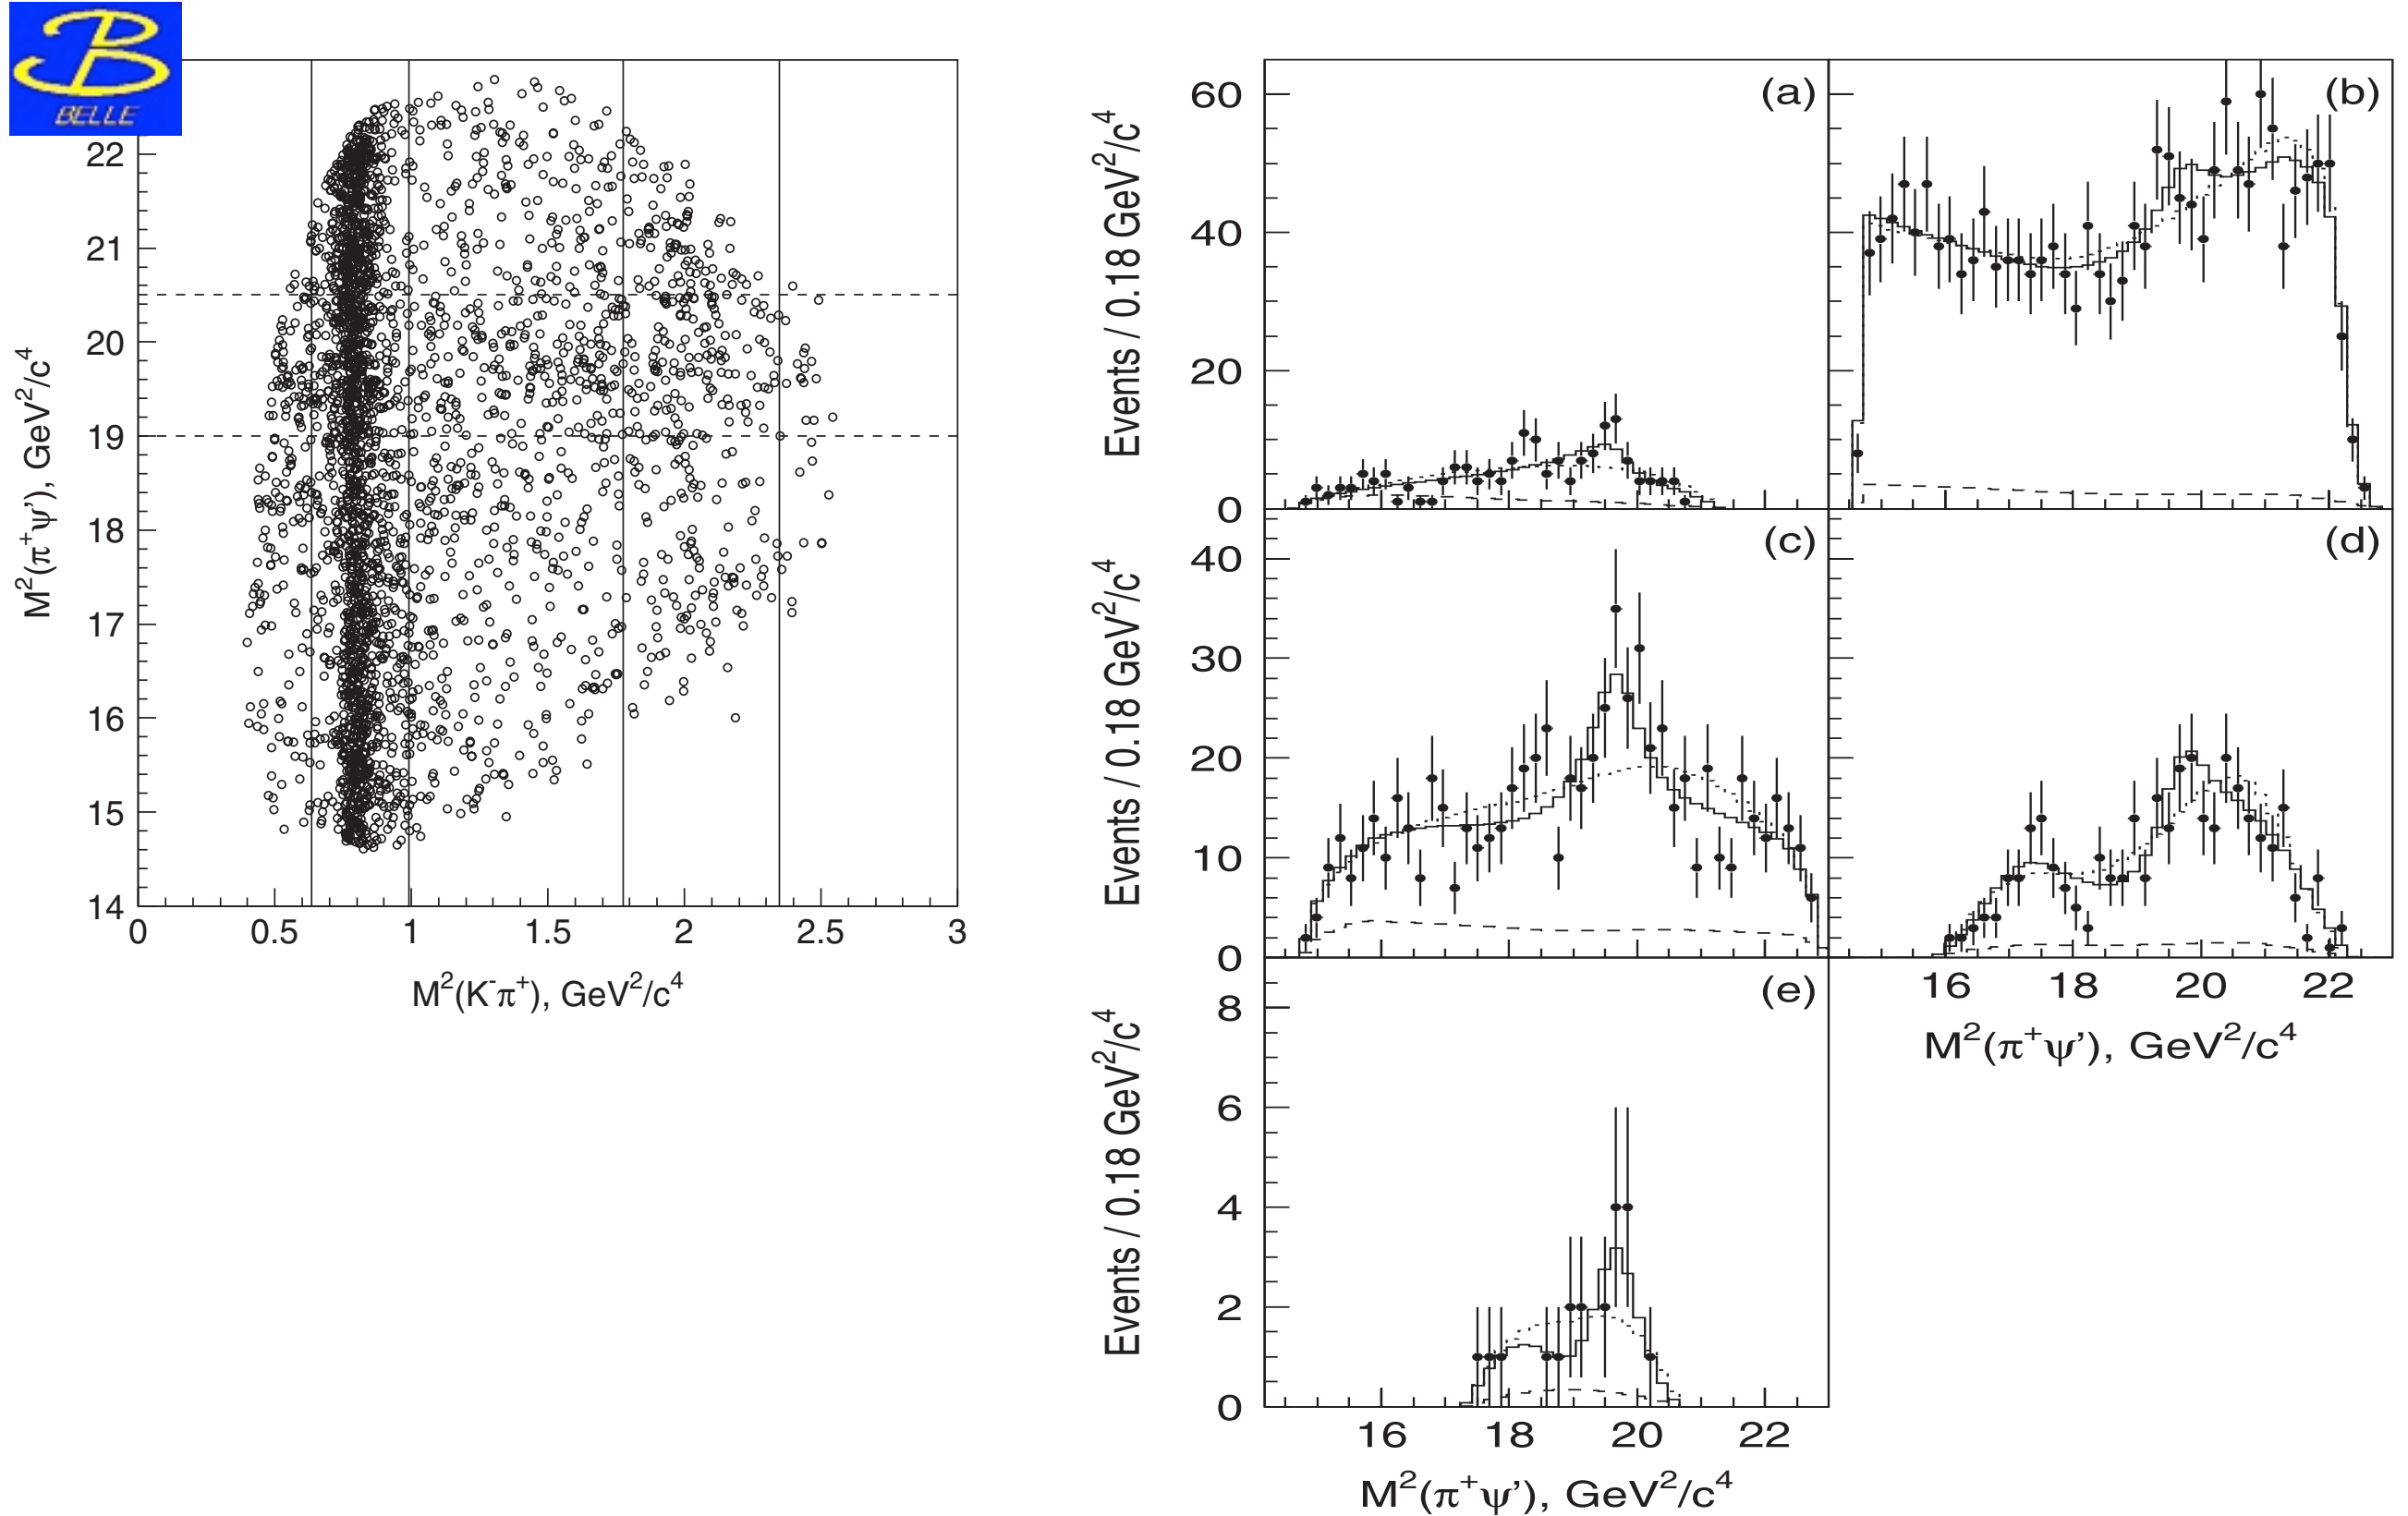 B
BELLE
M²(π⁺ψ'), GeV²/c⁴
22
21
20
19
18
17
16
15
14
0 0.5 1 1.5 2 2.5 3
M²(K⁻π⁺), GeV²/c⁴
Events / 0.18 GeV²/c⁴
60
40
20
0
(a)
(b)
Events / 0.18 GeV²/c⁴
40
30
20
10
0
(c)
(d)
16 18 20 22
M²(π⁺ψ'), GeV²/c⁴
Events / 0.18 GeV²/c⁴
8
6
4
2
0
(e)
16 18 20 22
M²(π⁺ψ'), GeV²/c⁴